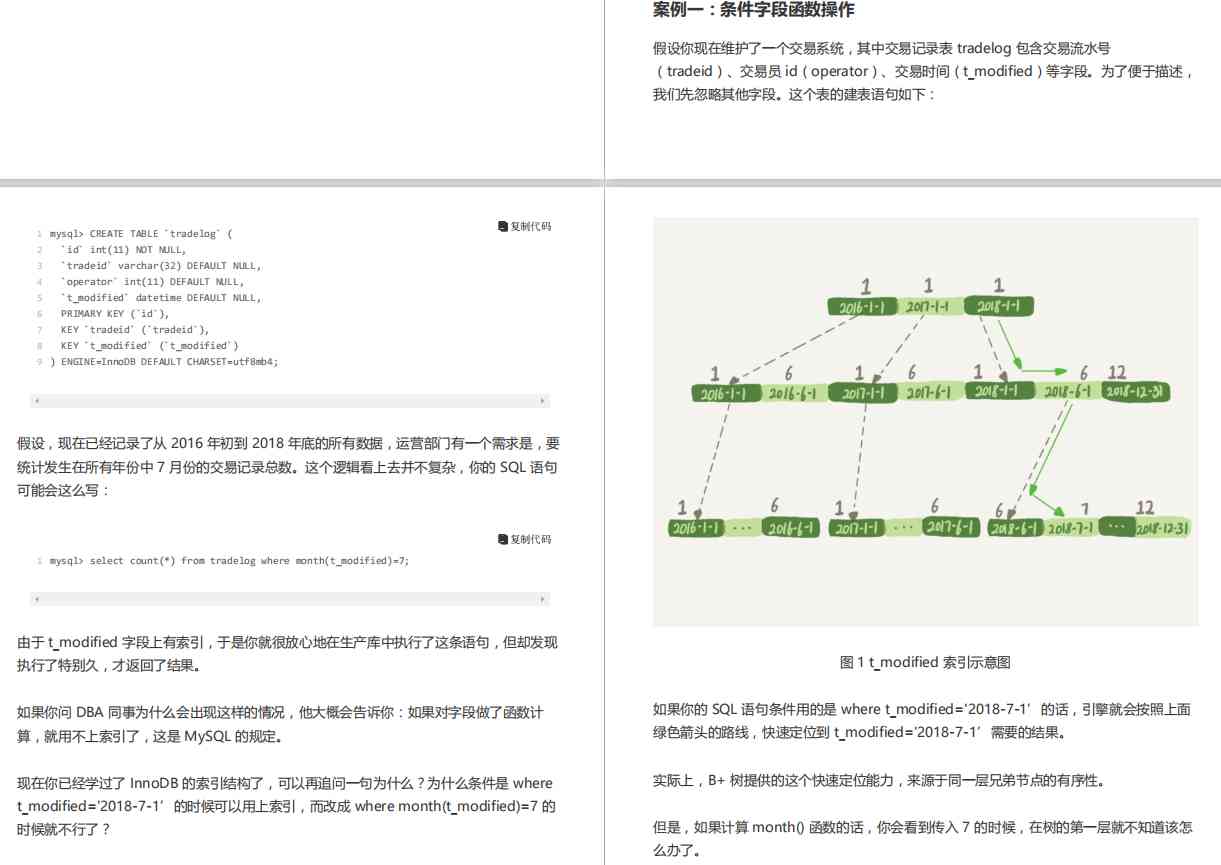 案例一：条件字段函数操作
假设你现在维护了一个交易系统，其中交易记录表 tradelog 包含交易流水号
（tradeid）、交易员 id（operator）、交易时间（t_modified）等字段。为了便于描述，
我们先忽略其他字段。这个表的建表语句如下：
复制代码
1 mysql> CREATE TABLE `tradelog` (
2 `id` int(11) NOT NULL,
3 `tradeid` varchar(32) DEFAULT NULL,
4 `operator` int(11) DEFAULT NULL,
5 `t_modified` datetime DEFAULT NULL,
6 PRIMARY KEY (`id`),
7 KEY `tradeid` (`tradeid`),
8 KEY `t_modified` (`t_modified`)
9 ) ENGINE=InnoDB DEFAULT CHARSET=utf8mb4;
假设，现在已经记录了从 2016 年初到 2018 年底的所有数据，运营部门有一个需求是，要
统计发生在所有年份中 7 月份的交易记录总数。这个逻辑看上去并不复杂，你的 SQL 语句
可能会这么写：
复制代码
1 mysql> select count(*) from tradelog where month(t_modified)=7;
由于 t_modified 字段上有索引，于是你就很放心地在生产库中执行了这条语句，但却发现
执行了特别久，才返回了结果。
如果你问 DBA 同事为什么会出现这样的情况，他大概会告诉你：如果对字段做了函数计
算，就用不上索引了，这是 MySQL 的规定。
现在你已经学过了 InnoDB 的索引结构了，可以再追问一句为什么？为什么条件是 where
t_modified='2018-7-1’的时候可以用上索引，而改成 where month(t_modified)=7 的
时候就不行了？
1 1 1
2016-1-1 2017-1-1 2018-1-1
1 6 1 6 1 6 12
2016-1-1 2016-6-1 2017-1-1 2017-6-1 2018-1-1 2018-6-1 2018-12-31
1 6 1 6 6 7 12
2016-1-1 ··· 2016-6-1 2017-1-1 ··· 2017-6-1 2018-6-1 2018-7-1 ··· 2018-12-31
图 1 t_modified 索引示意图
如果你的 SQL 语句条件用的是 where t_modified='2018-7-1’的话，引擎就会按照上面
绿色箭头的路线，快速定位到 t_modified='2018-7-1’需要的结果。
实际上，B+ 树提供的这个快速定位能力，来源于同一层兄弟节点的有序性。
但是，如果计算 month() 函数的话，你会看到传入 7 的时候，在树的第一层就不知道该怎
么办了。